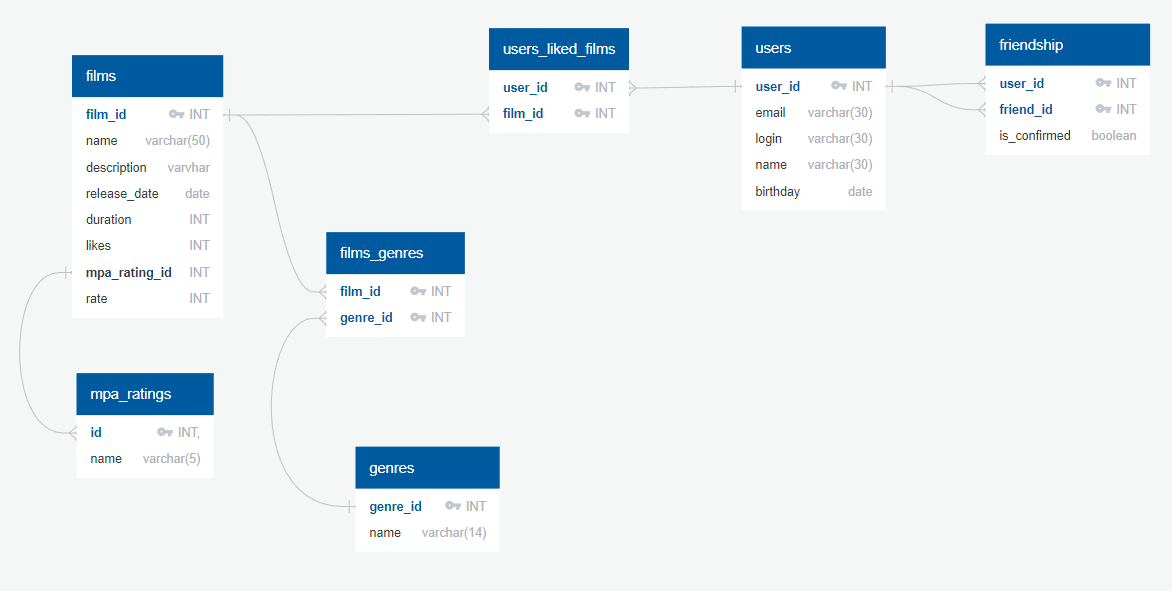 films
film_id INT
name varchar(50)
description varvhar
release_date date
duration INT
likes INT
mpa_rating_id INT
rate INT
mpa_ratings
id INT,
name varchar(5)
films_genres
film_id INT
genre_id INT
genres
genre_id INT
name varchar(14)
users_liked_films
user_id INT
film_id INT
users
user_id INT
email varchar(30)
login varchar(30)
name varchar(30)
birthday date
friendship
user_id INT
friend_id INT
is_confirmed boolean